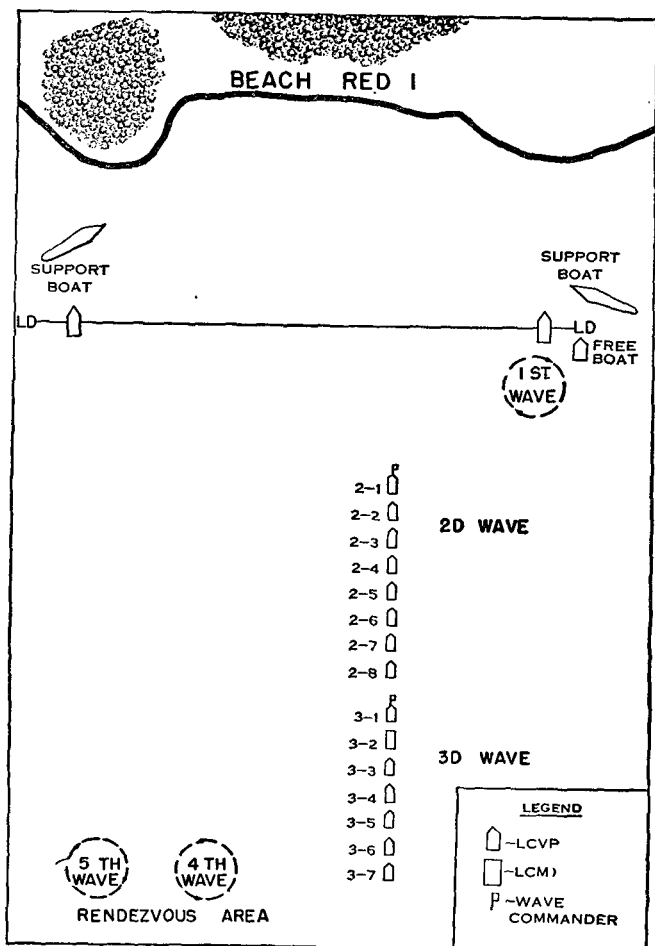 BEACH RED 1
SUPPORT
BOAT
SUPPORT
BOAT
LD
LD
FREE
BOAT
1 ST.
WAVE
2-1
2-2
2-3
2-4
2-5
2-6
2-7
2-8
2D WAVE
3-1
3-2
3-3
3-4
3-5
3-6
3-7
3D WAVE
5 TH
WAVE
4 TH
WAVE
RENDEZVOUS AREA
LEGEND
~LCVP
~LCM)
~WAVE
COMMANDER